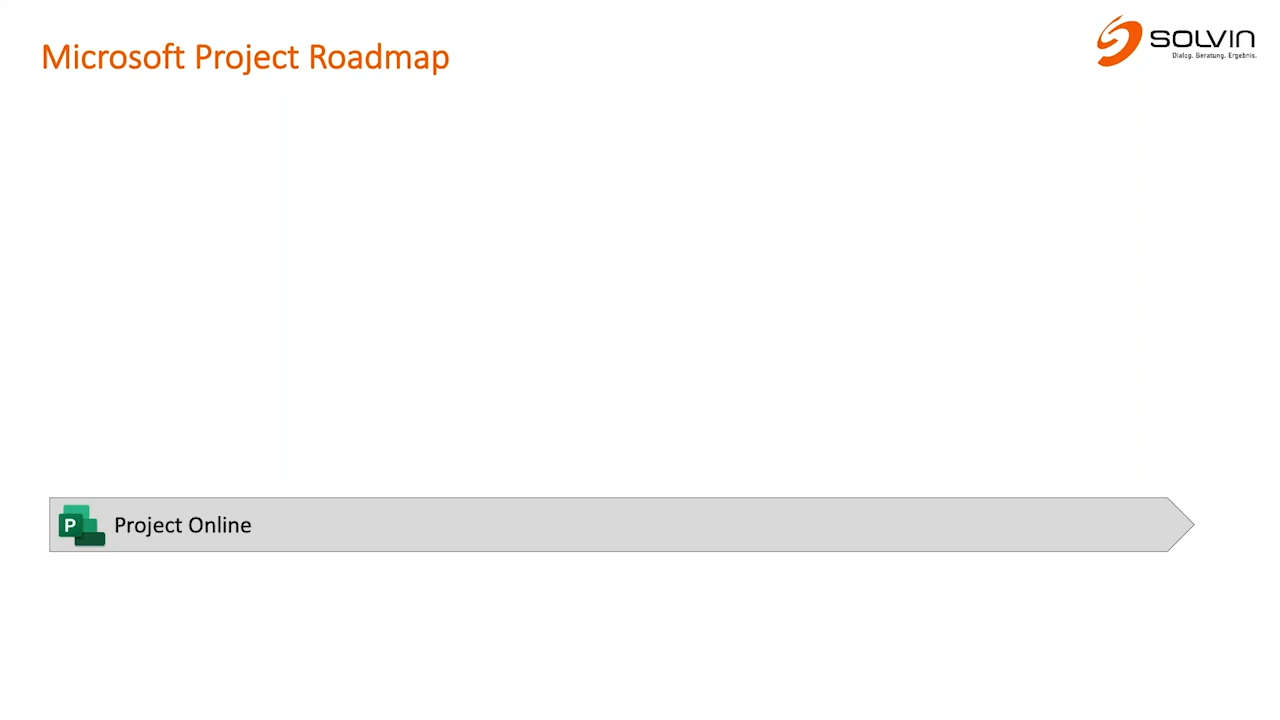 Microsoft Project Roadmap
SOLVIN
Dialog. Beratung. Ergebnis.
P
Project Online